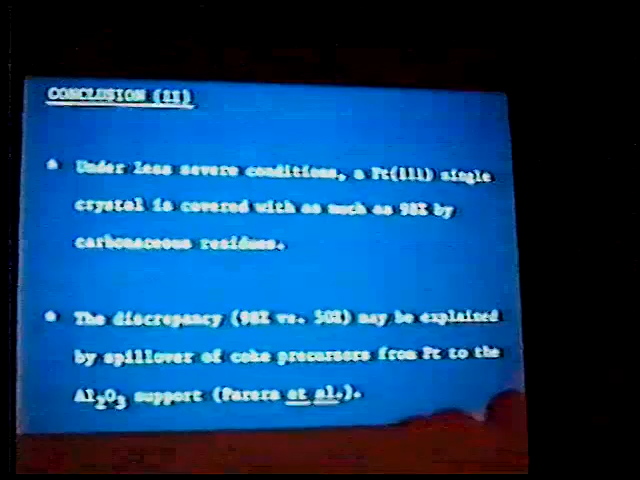 CONCLUSION (II)
Under less severe conditions, a Pt(111) single
crystal is covered with as much as 98% by
carbonaceous residues.
The discrepancy (98% vs. 50%) may be explained
by spillover of coke precursors from Pt to the
Al2O3 support (Parera et al.).